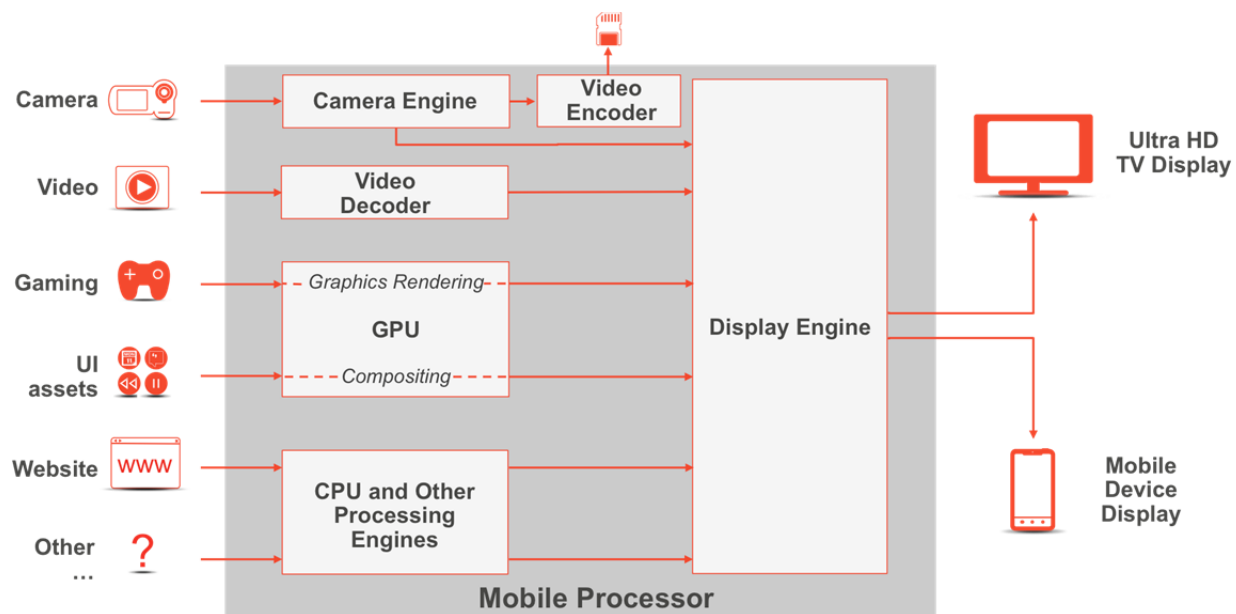 Camera
Camera Engine
Video
Encoder
Ultra HD
TV Display
Video
Video
Decoder
Gaming
Graphics Rendering
GPU
Display Engine
UI
assets
Compositing
Website
WWW
CPU and Other
Processing
Engines
Mobile
Device
Display
Other
...
?
Mobile Processor